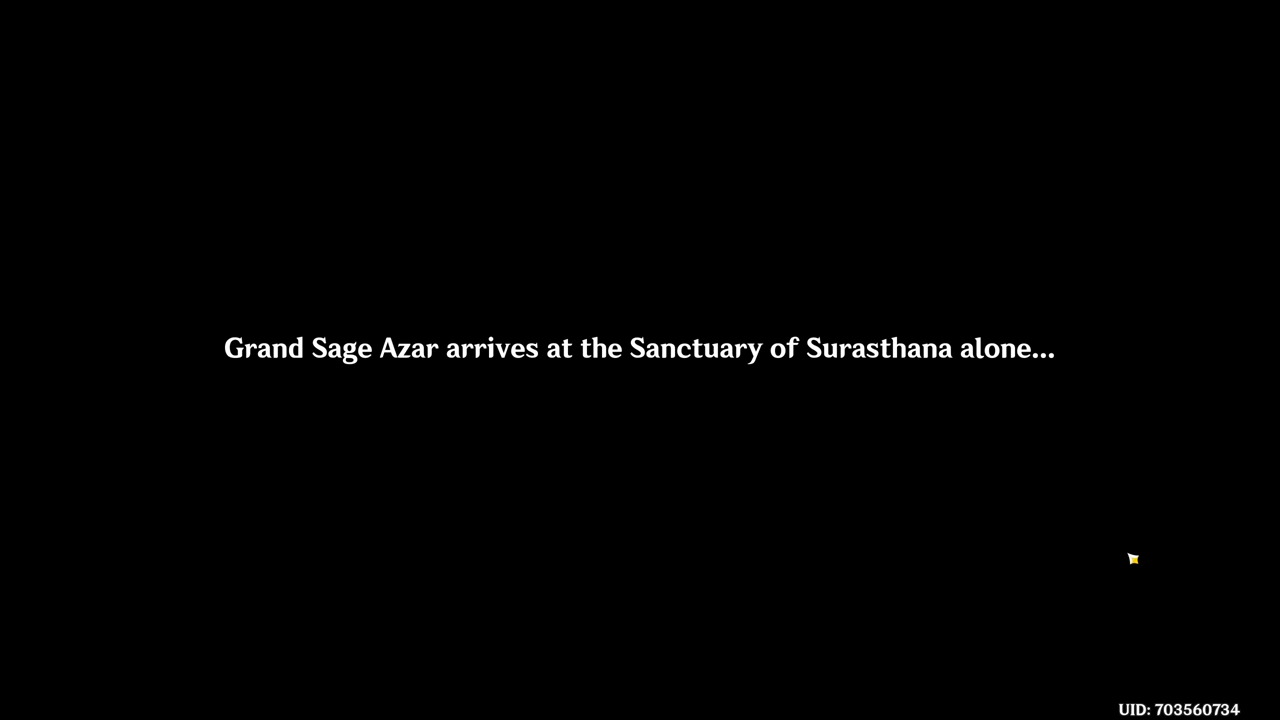 Grand Sage Azar arrives at the Sanctuary of Surasthana alone...
UID: 703560734